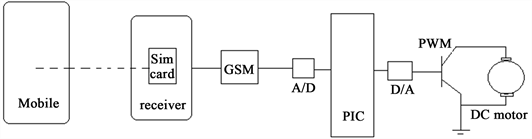 Mobile
Sim
card
receiver
GSM
A/D
PIC
D/A
PWM
DC motor